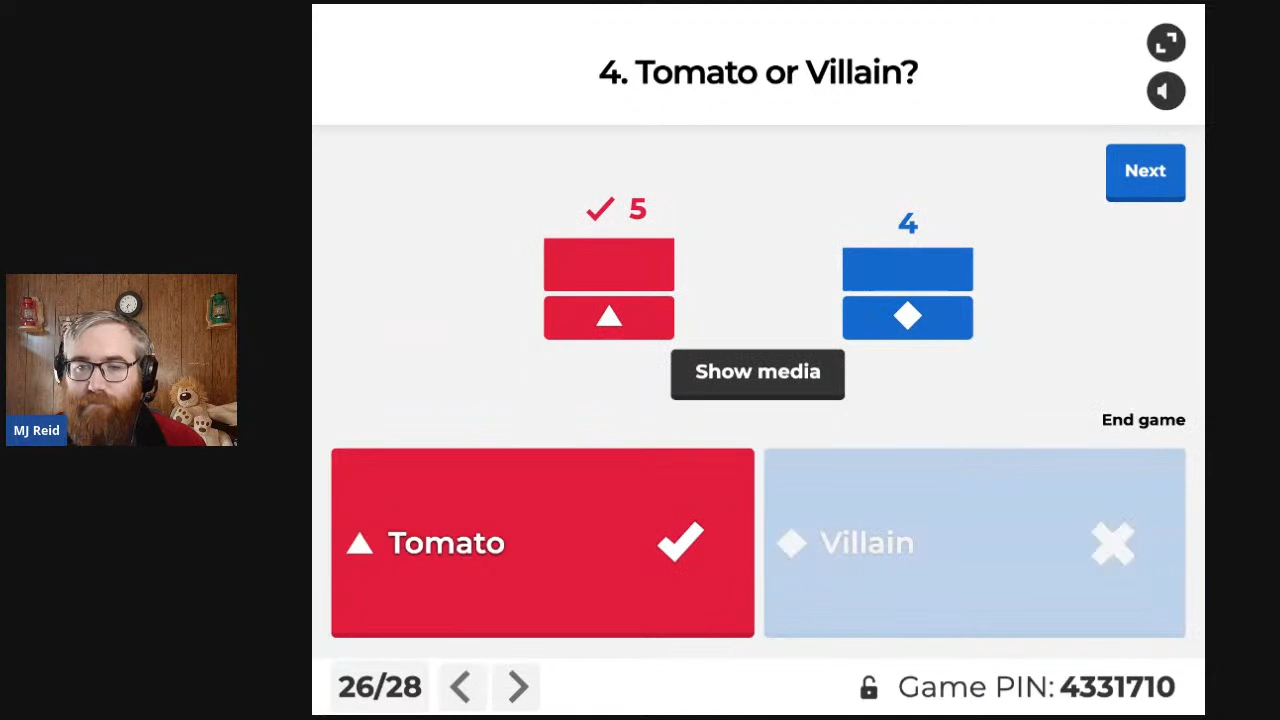 4. Tomato or Villain?
Next
5
4
Show media
End game
MJ Reid
Tomato
Villain
26/28
Game PIN: 4331710